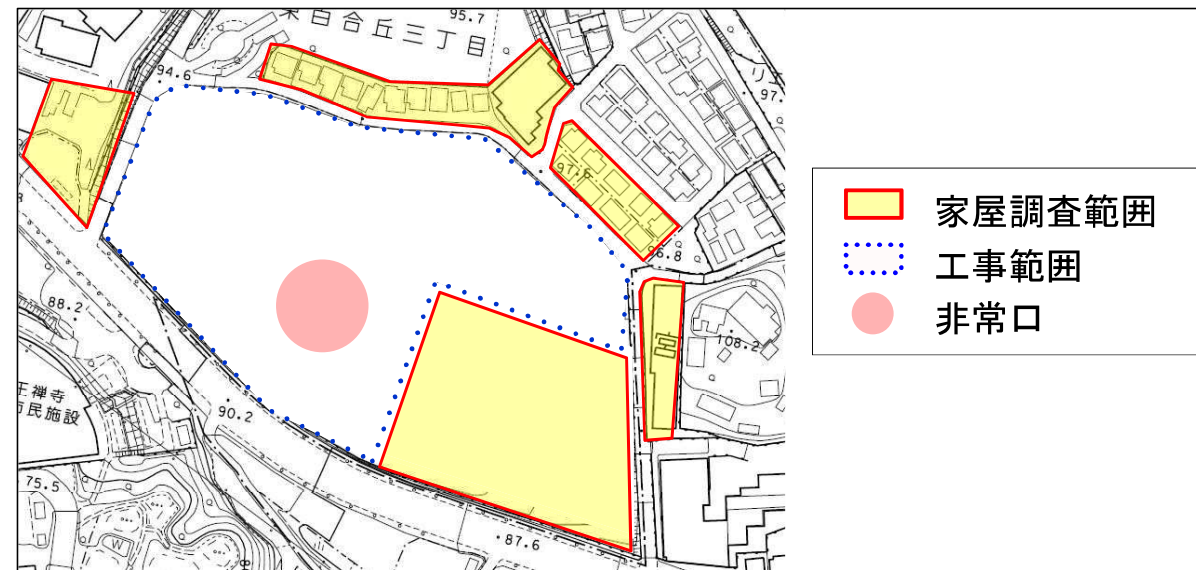 95.7
東百合丘三丁目
94.6
97.
97.6
96.8
88.2
108.2
王禅寺
市民施設
90.2
75.5
87.6
W
家屋調査範囲
工事範囲
非常口